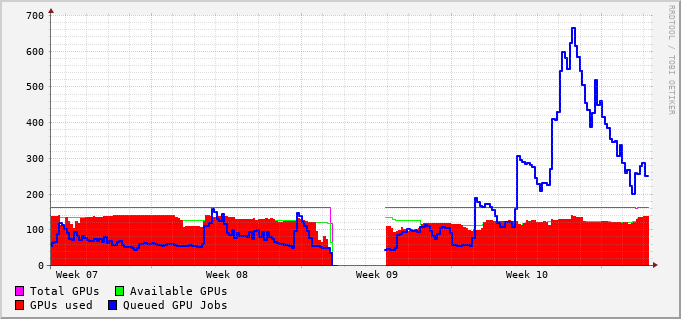 700
600
500
400
300
200
100
0
Week 07 Week 08 Week 09 Week 10
Total GPUs Available GPUs
GPUs used Queued GPU Jobs
RRDTOOL / TOBI OETIKER